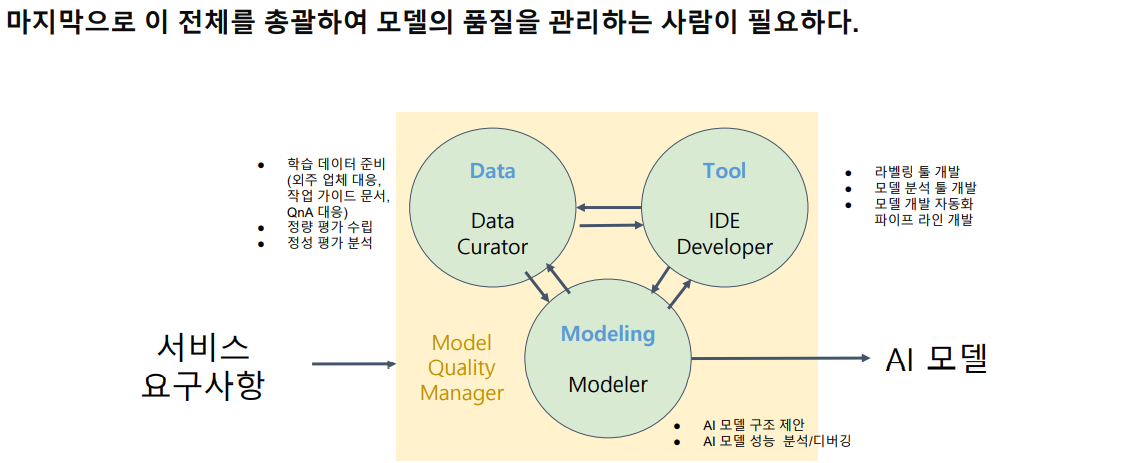 마지막으로 이 전체를 총괄하여 모델의 품질을 관리하는 사람이 필요하다.
● 학습 데이터 준비
(외주 업체 대응,
작업 가이드 문서,
QnA 대응)
● 정량 평가 수립
● 정성 평가 분석
Data
Data
Curator
Tool
IDE
Developer
● 라벨링 툴 개발
● 모델 분석 툴 개발
● 모델 개발 자동화
파이프 라인 개발
서비스
요구사항
Model
Quality
Manager
Modeling
Modeler
AI 모델
● AI 모델 구조 제안
● AI 모델 성능 분석/디버깅